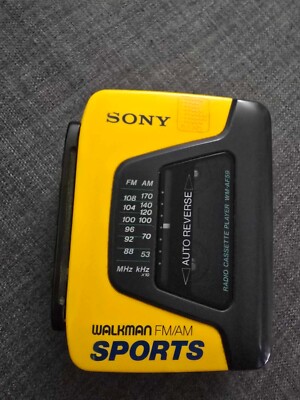 SONY
FM AM
108 170
104 140
120
100 100
96
92 70
88 53
MHz kHz
x10
AUTO REVERSE
RADIO CASSETTE PLAYER WM-AF59
WALKMAN FM/AM
SPORTS